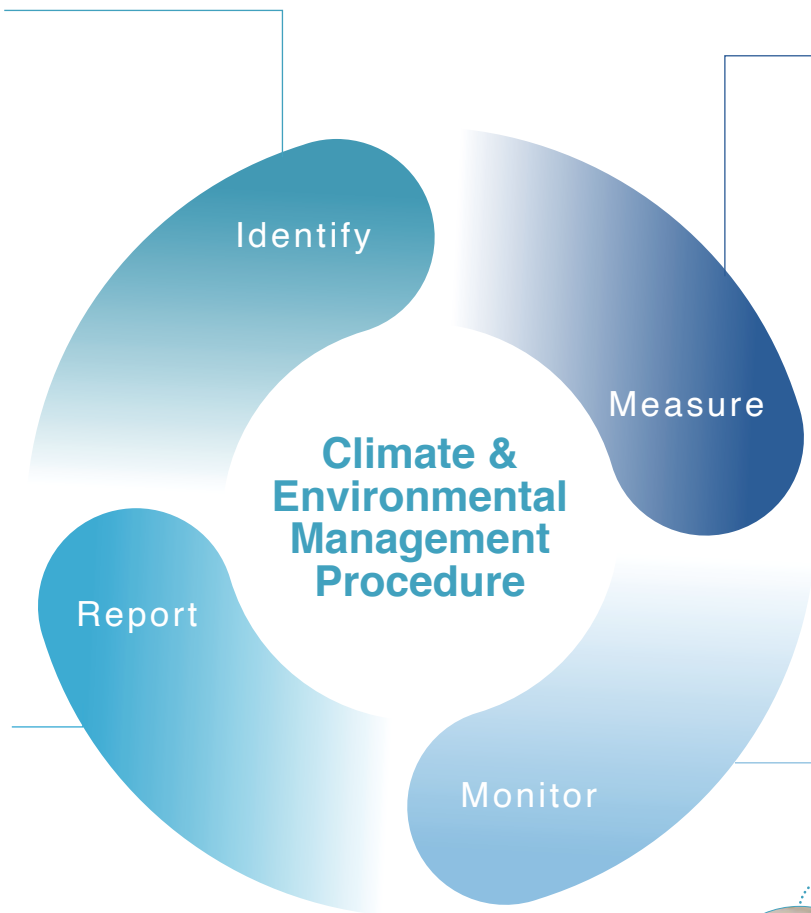 Identify
Measure
Climate &
Environmental
Management
Procedure
Report
Monitor